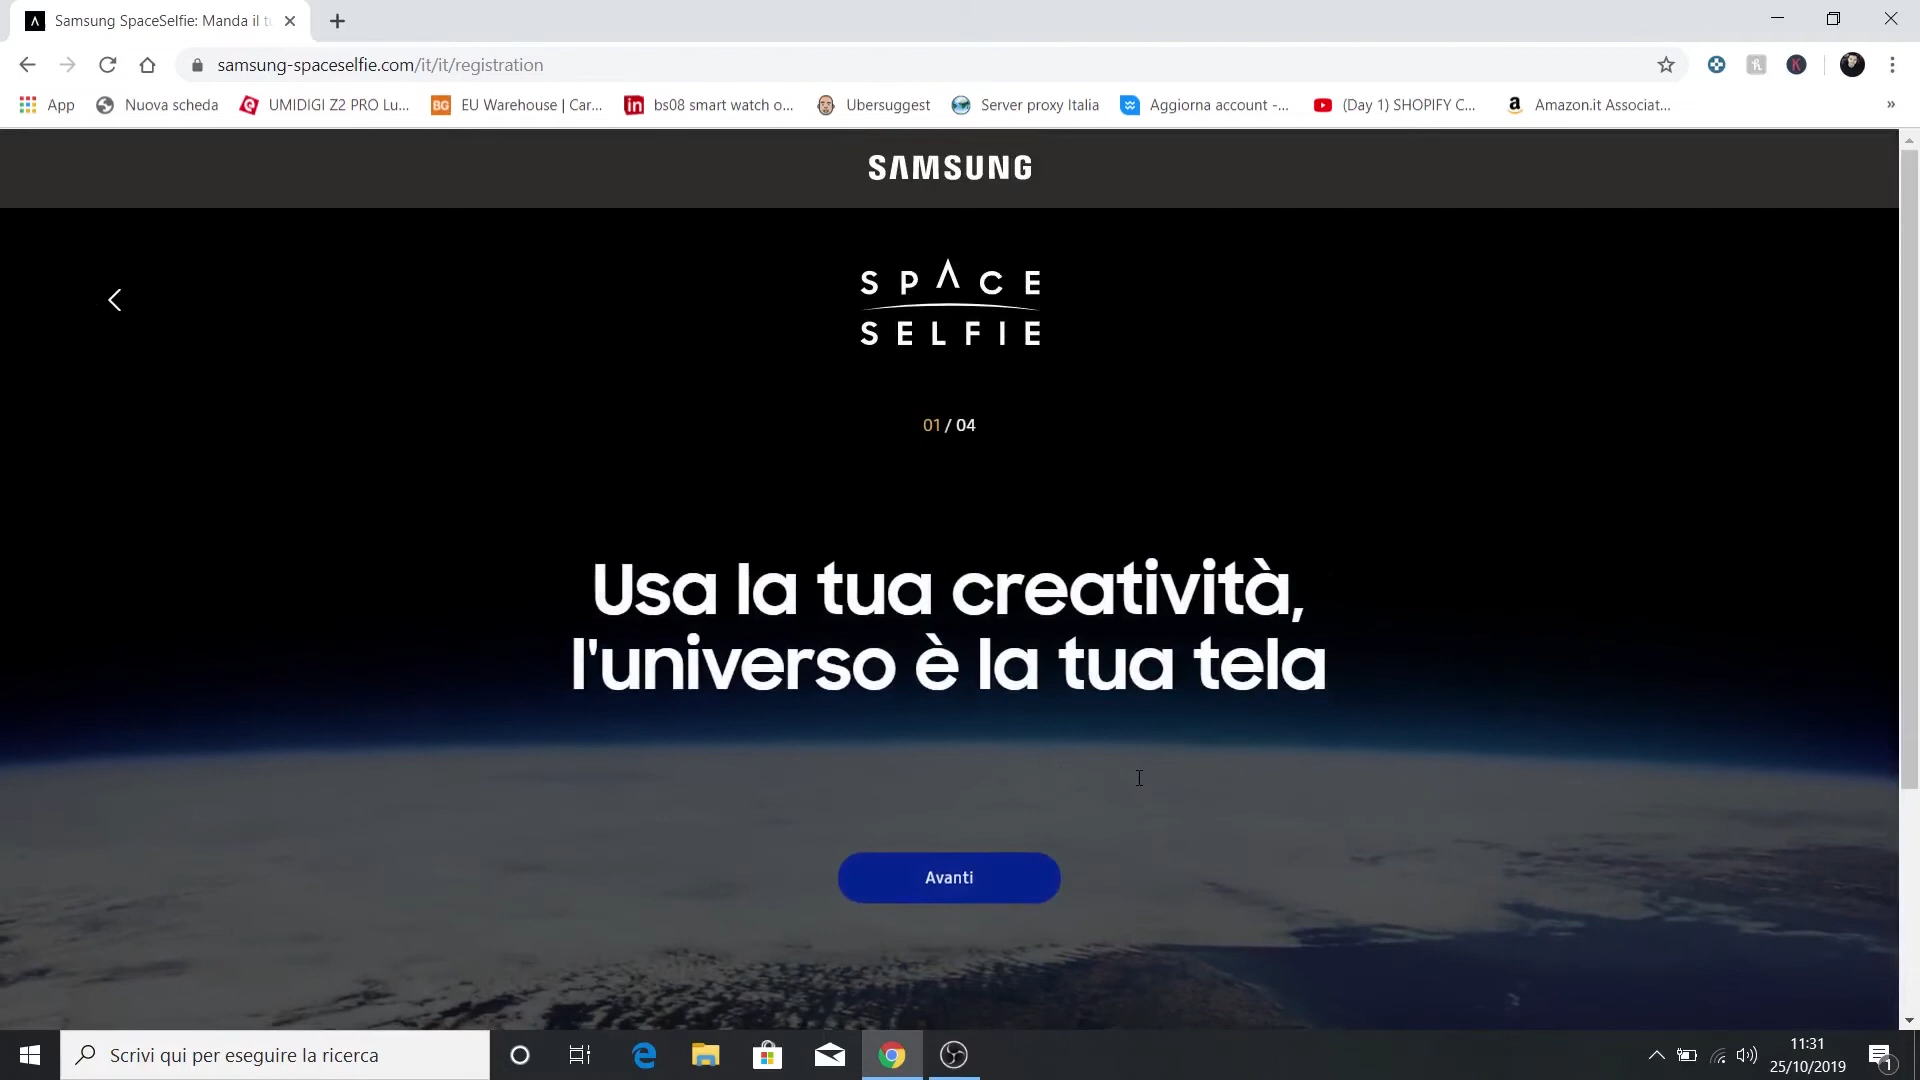 Samsung SpaceSelfie: Manda il t
samsung-spaceselfie.com/it/it/registration
App Nuova scheda UMIDIGI Z2 PRO Lu... BG EU Warehouse | Car... in bs08 smart watch o... Ubersuggest Server proxy Italia Aggiorna account -... (Day 1) SHOPIFY C... a Amazon.it Associat... »
SAMSUNG
SPACE
SELFIE
01 / 04
Usa la tua creatività,
l'universo è la tua tela
Avanti
Scrivi qui per eseguire la ricerca
11:31
25/10/2019
1